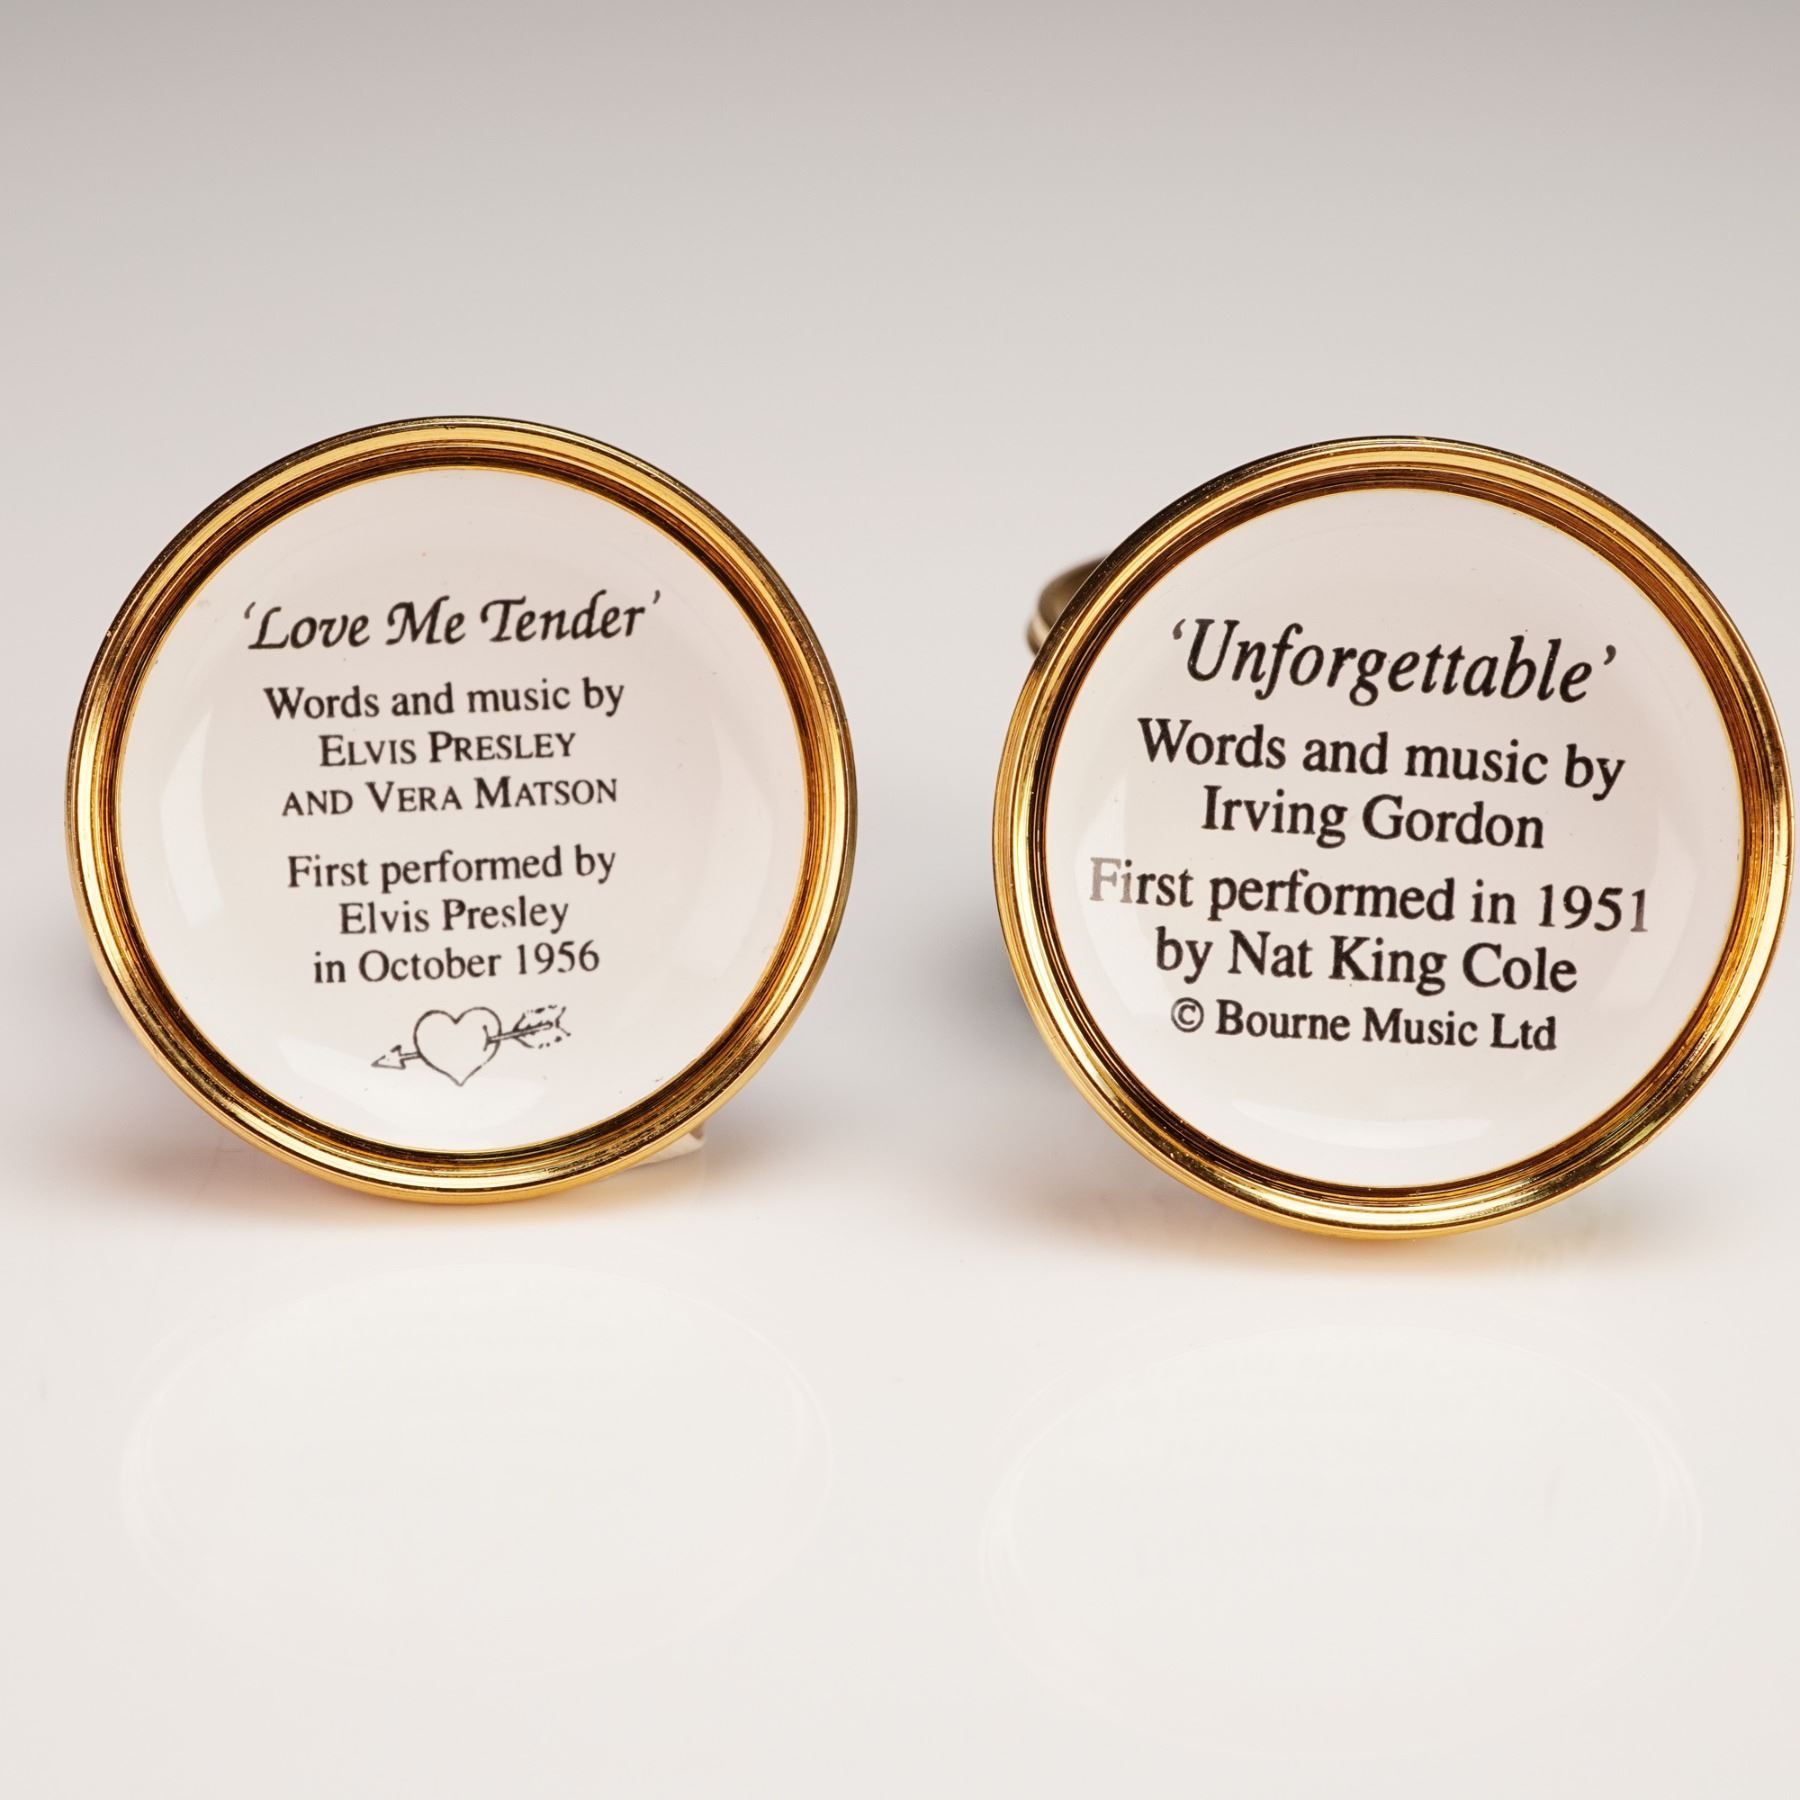 ‘Love Me Tender’
Words and music by
ELVIS PRESLEY
AND VERA MATSON
First performed by
Elvis Presley
in October 1956
‘Unforgettable’
Words and music by
Irving Gordon
First performed in 1951
by Nat King Cole
© Bourne Music Ltd